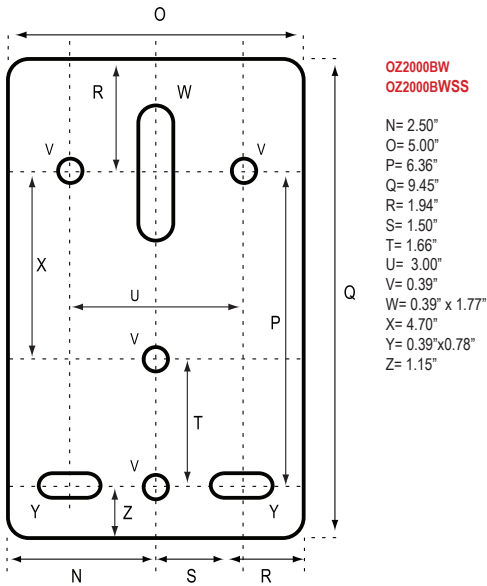 O
R
W
V
V
X
U
Q
P
V
T
V
Y
Z
Y
N
S
R
OZ2000BW
OZ2000BWSS
N= 2.50”
O= 5.00”
P= 6.36”
Q= 9.45”
R= 1.94”
S= 1.50”
T= 1.66”
U= 3.00”
V= 0.39”
W= 0.39” x 1.77”
X= 4.70”
Y= 0.39”x0.78”
Z= 1.15”